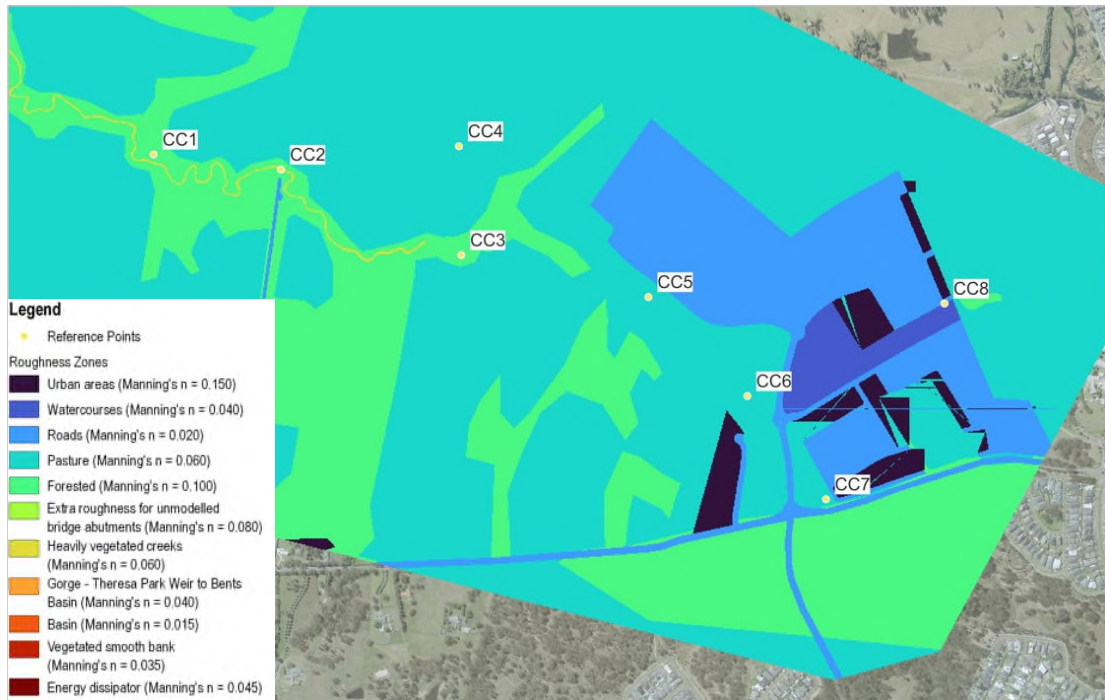 CC1
CC2
CC4
CC3
CC5
CC8
CC6
CC7
Legend
Reference Points
Roughness Zones
Urban areas (Manning's n = 0.150)
Watercourses (Manning's n = 0.040)
Roads (Manning's n = 0.020)
Pasture (Manning's n = 0.060)
Forested (Manning's n = 0.100)
Extra roughness for unmodelled
bridge abutments (Manning's n = 0.080)
Heavily vegetated creeks
(Manning's n = 0.060)
Gorge - Theresa Park Weir to Bents
Basin (Manning's n = 0.040)
Basin (Manning's n = 0.015)
Vegetated smooth bank
(Manning's n = 0.035)
Energy dissipator (Manning's n = 0.045)